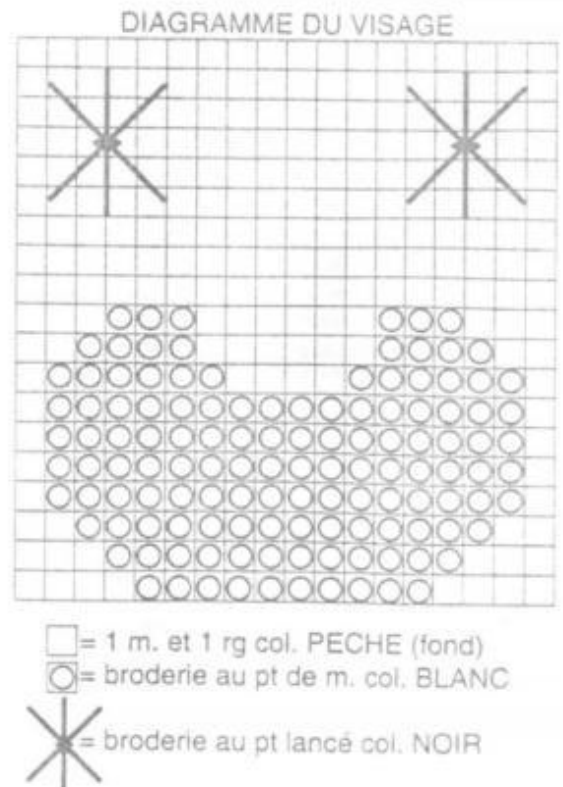 DIAGRAMME DU VISAGE
= 1 m. et 1 rg col. PECHE (fond)
= broderie au pt de m. col. BLANC
= broderie au pt lancé col. NOIR